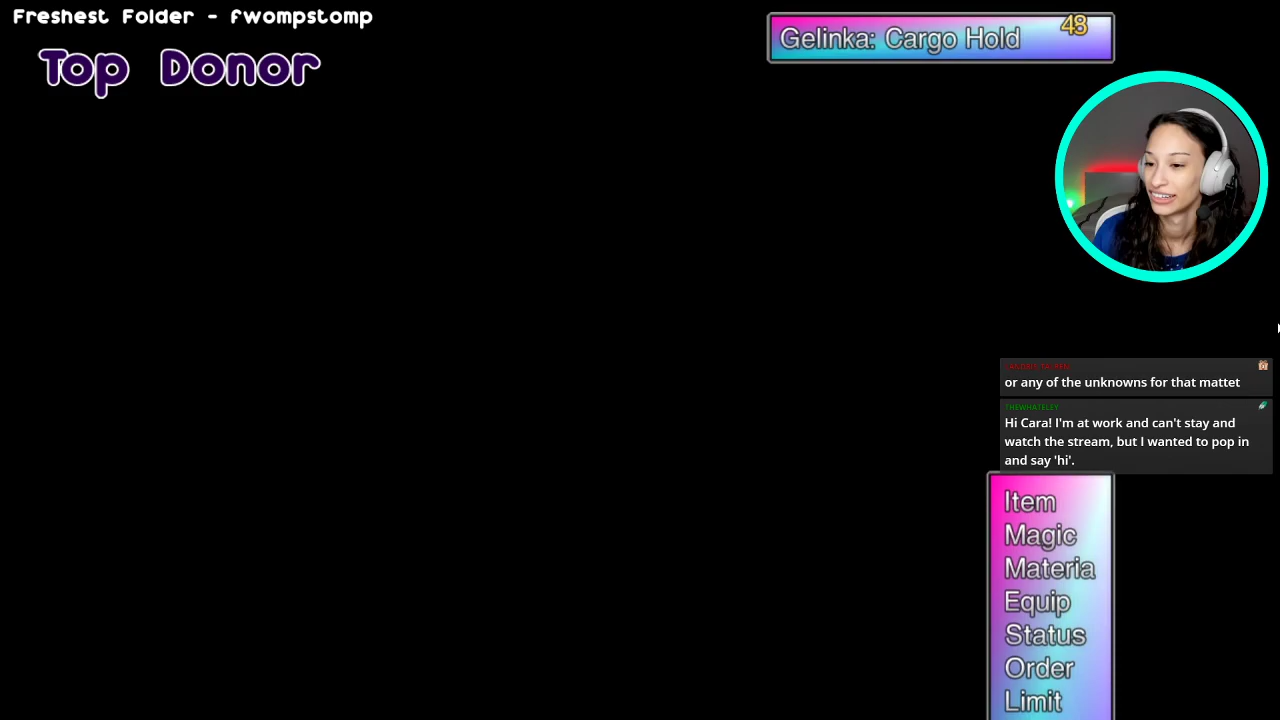 Freshest Folder - fwompstomp
Top Donor
Gelinka: Cargo Hold
48
or any of the unknowns for that mattet
THEWHATELEY
Hi Cara! I'm at work and can't stay and
watch the stream, but I wanted to pop in
and say 'hi'.
Item
Magic
Materia
Equip
Status
Order
Limit